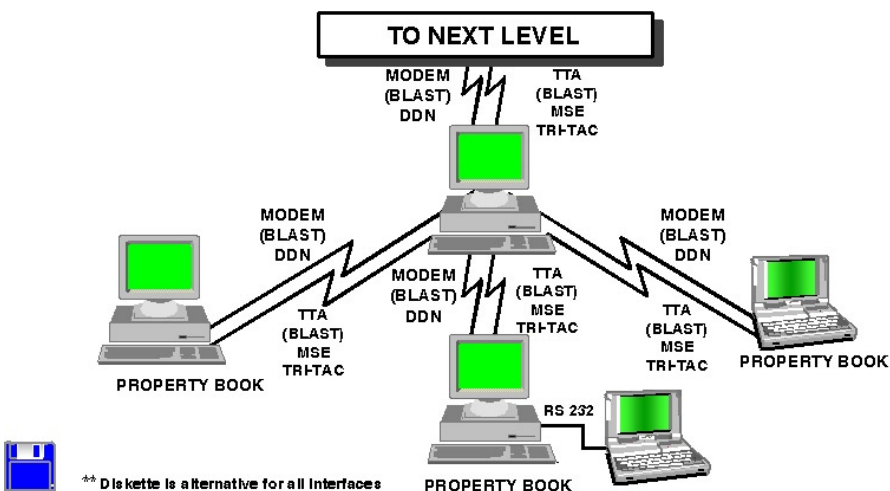 TO NEXT LEVEL
MODEM
(BLAST)
DDN
TTA
(BLAST)
MSE
TRI-TAC
MODEM
(BLAST)
DDN
TTA
(BLAST)
MSE
TRI-TAC
MODEM
(BLAST)
DDN
TTA
(BLAST)
MSE
TRI-TAC
MODEM
(BLAST)
DDN
TTA
(BLAST)
MSE
TRI-TAC
PROPERTY BOOK
PROPERTY BOOK
RS 232
PROPERTY BOOK
** Diskette is alternative for all interfaces